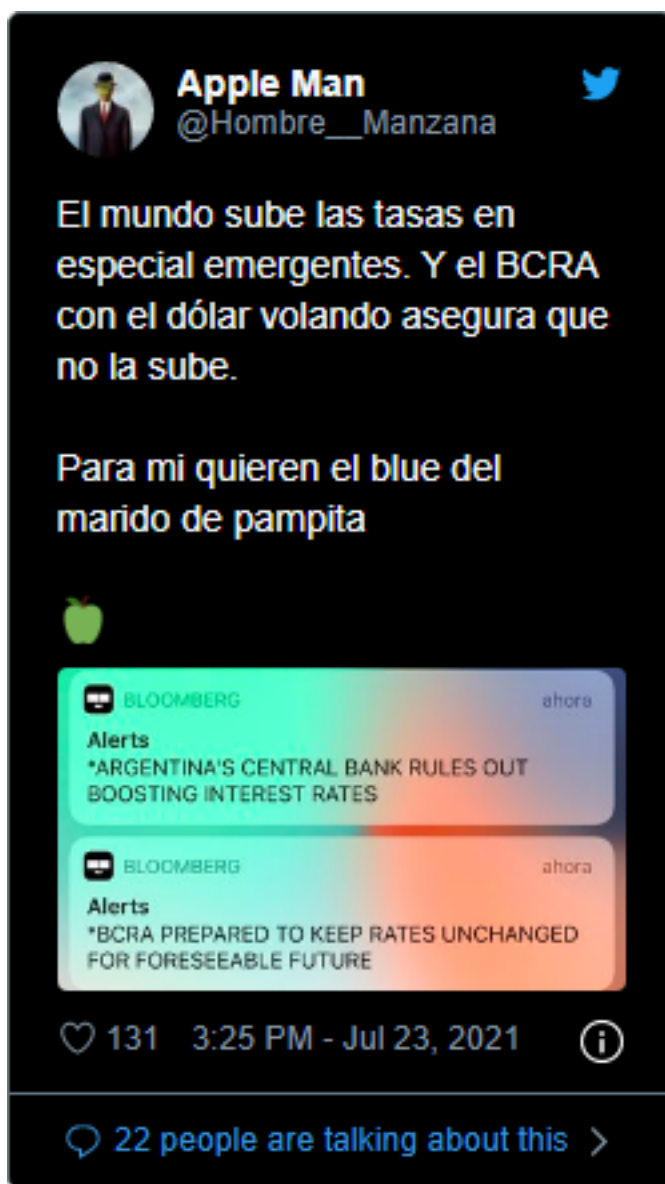 Apple Man
@Hombre__Manzana
El mundo sube las tasas en
especial emergentes. Y el BCRA
con el dólar volando asegura que
no la sube.
Para mi quieren el blue del
marido de pampita
BLOOMBERG ahora
Alerts
*ARGENTINA'S CENTRAL BANK RULES OUT
BOOSTING INTEREST RATES
BLOOMBERG ahora
Alerts
*BCRA PREPARED TO KEEP RATES UNCHANGED
FOR FORESEEABLE FUTURE
131 3:25 PM - Jul 23, 2021
22 people are talking about this